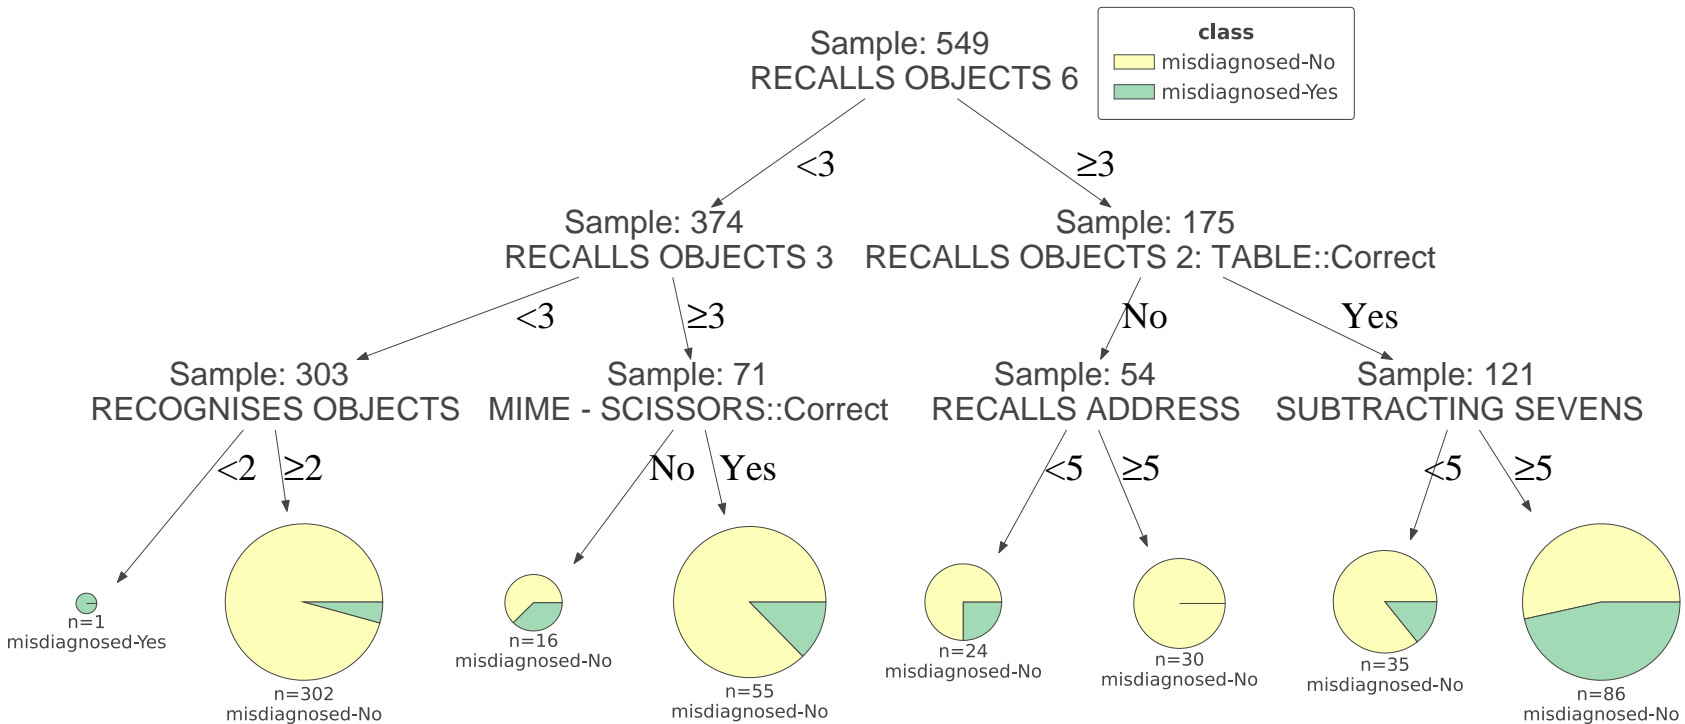 Sample: 549
RECALLS OBJECTS 6
class
misdiagnosed-No
misdiagnosed-Yes
<3
≥3
Sample: 374
RECALLS OBJECTS 3
Sample: 175
RECALLS OBJECTS 2: TABLE::Correct
<3
≥3
No
Yes
Sample: 303
RECOGNISES OBJECTS
Sample: 71
MIME - SCISSORS::Correct
Sample: 54
RECALLS ADDRESS
Sample: 121
SUBTRACTING SEVENS
<2
≥2
No
Yes
<5
≥5
<5
≥5
n=1
misdiagnosed-Yes
n=302
misdiagnosed-No
n=16
misdiagnosed-No
n=55
misdiagnosed-No
n=24
misdiagnosed-No
n=30
misdiagnosed-No
n=35
misdiagnosed-No
n=86
misdiagnosed-No